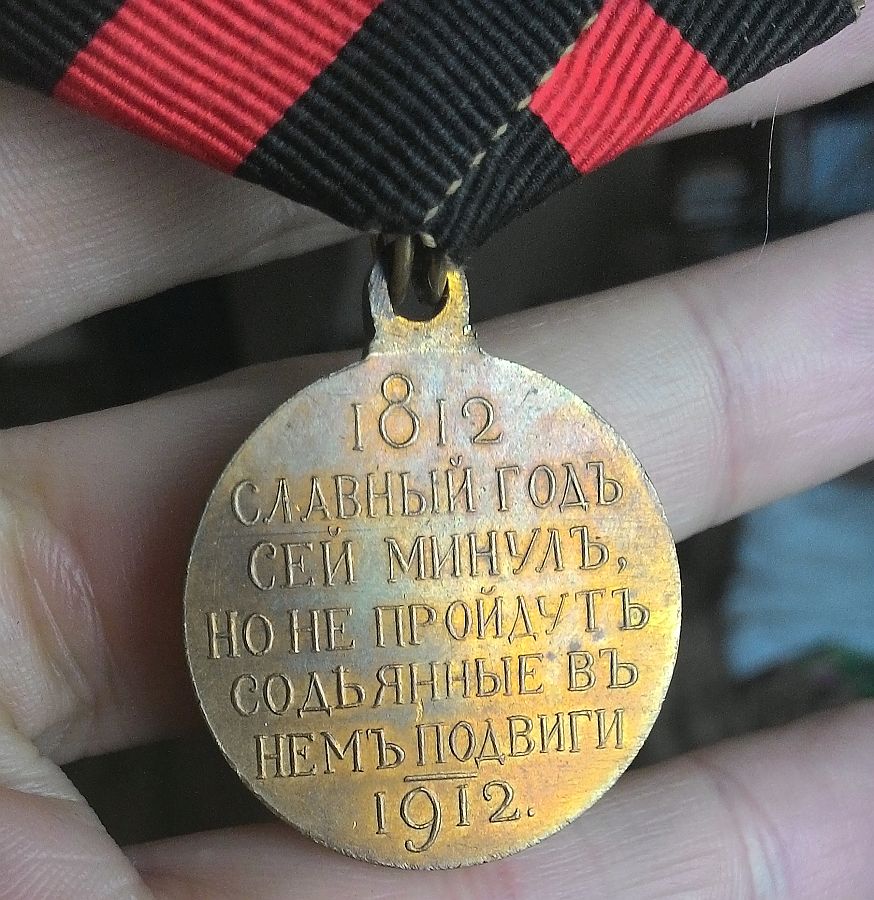 1812
СЛАВНЫЙ ГОДЪ
СЕЙ МИНУЛЪ,
НО НЕ ПРОЙДУТЪ
СОДѢЯННЫЕ ВЪ
НЕМЪ ПОДВИГИ
1912.